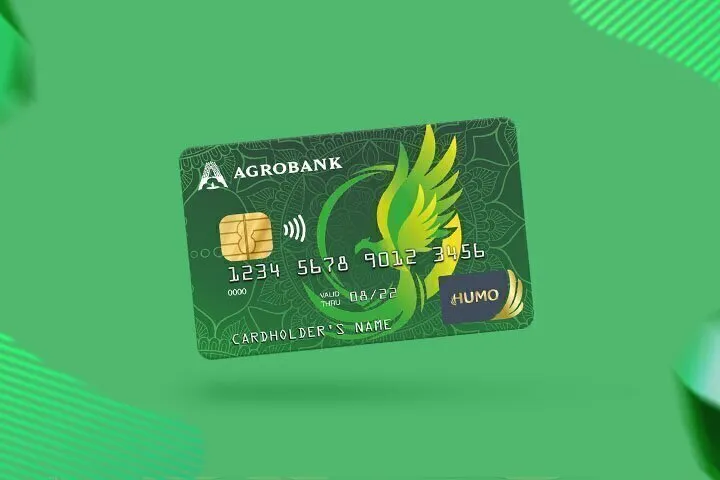 AGROBANK
1234 5678 9012 3456
0000
VALID THRU 08/22
CARDHOLDER'S NAME
HUMO